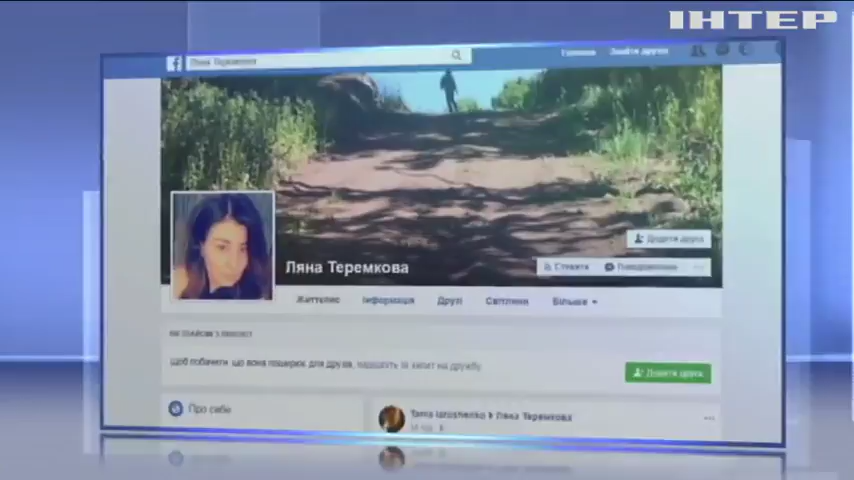 ІНТЕР
Ляна Теремкова
Головна Знайти друзів
Додати друга
Ляна Теремкова
Стежити Повідомлення
Життєпис Інформація Друзі Світлини Більше
Щоб побачити, що вона поширює для друзів, надішліть їй запит на дружбу.
Додати друга
Про себе
Ляна Теремкова